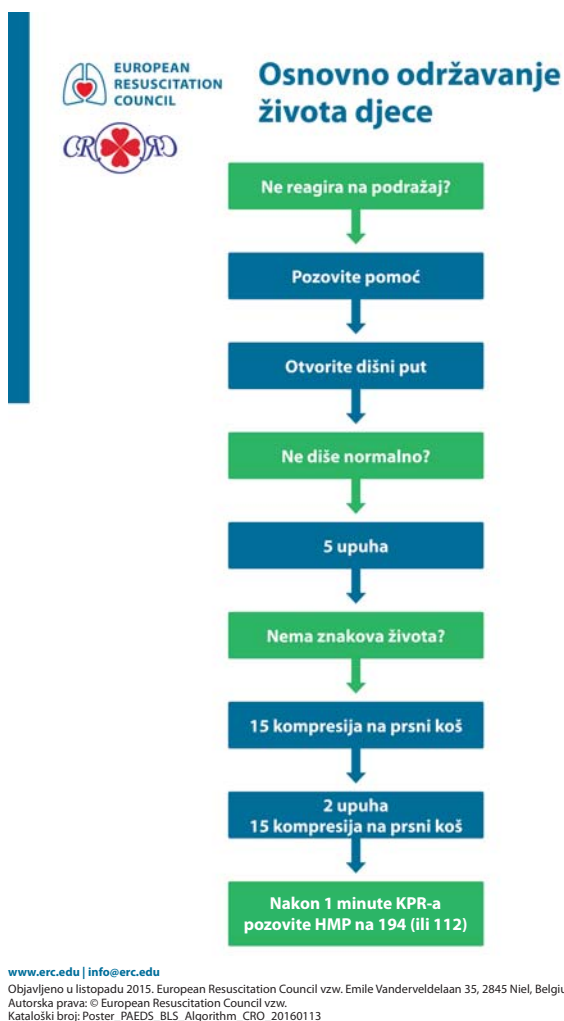 EUROPEAN
RESUSCITATION
COUNCIL
Osnovno održavanje
života djece
Ne reagira na podražaj?
Pozovite pomoć
Otvorite dišni put
Ne diše normalno?
5 upuha
Nema znakova života?
15 kompresija na prsni koš
2 upuha
15 kompresija na prsni koš
Nakon 1 minute KPR-a
pozovite HMP na 194 (ili 112)
www.erc.edu | info@erc.edu
Objavljeno u listopadu 2015. European Resuscitation Council vzw. Emile Vanderveldelaan 35, 2845 Niel, Belgiu
Autorska prava: © European Resuscitation Council vzw.
Kataloški broj: Poster_PAEDS_BLS_Algorithm_CRO_20160113